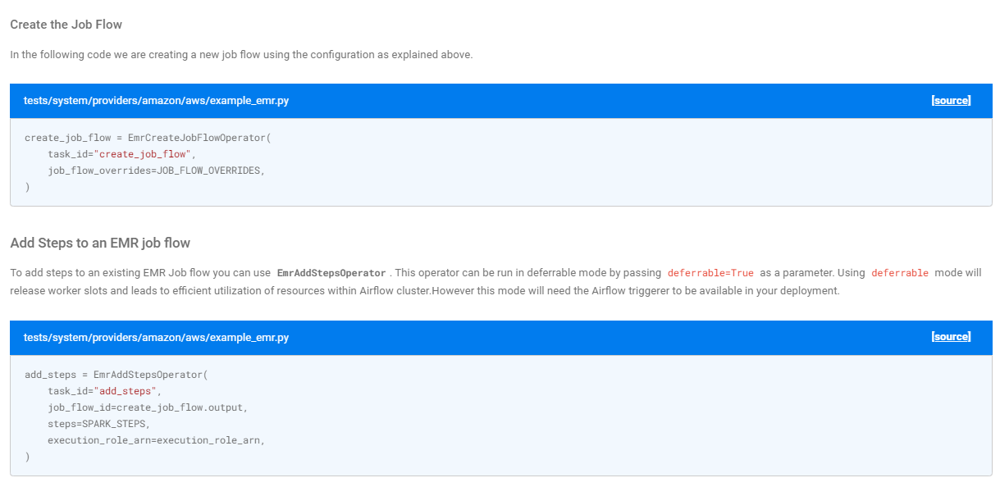 Create the Job Flow
In the following code we are creating a new job flow using the configuration as explained above.
tests/system/providers/amazon/aws/example_emr.py [source]
create_job_flow = EmrCreateJobFlowOperator(
    task_id="create_job_flow",
    job_flow_overrides=JOB_FLOW_OVERRIDES,
)
Add Steps to an EMR job flow
To add steps to an existing EMR Job flow you can use EmrAddStepsOperator . This operator can be run in deferrable mode by passing deferrable=True as a parameter. Using deferrable mode will
release worker slots and leads to efficient utilization of resources within Airflow cluster.However this mode will need the Airflow triggerer to be available in your deployment.
tests/system/providers/amazon/aws/example_emr.py [source]
add_steps = EmrAddStepsOperator(
    task_id="add_steps",
    job_flow_id=create_job_flow.output,
    steps=SPARK_STEPS,
    execution_role_arn=execution_role_arn,
)